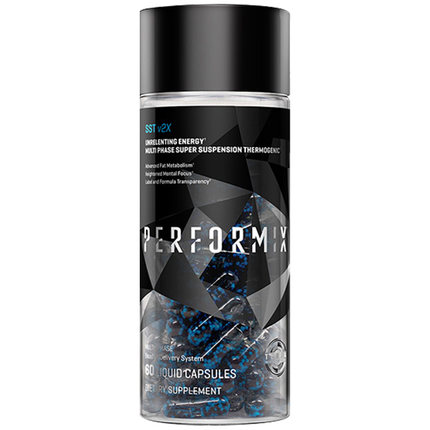 SST v2X
UNRELENTING ENERGY†
MULTI PHASE SUPER SUSPENSION THERMOGENIC
Advanced Fat Metabolism†
Heightened Mental Focus†
Label and Formula Transparency†
PERFORMIX
Delivery System
60 LIQUID CAPSULES
DIETARY SUPPLEMENT